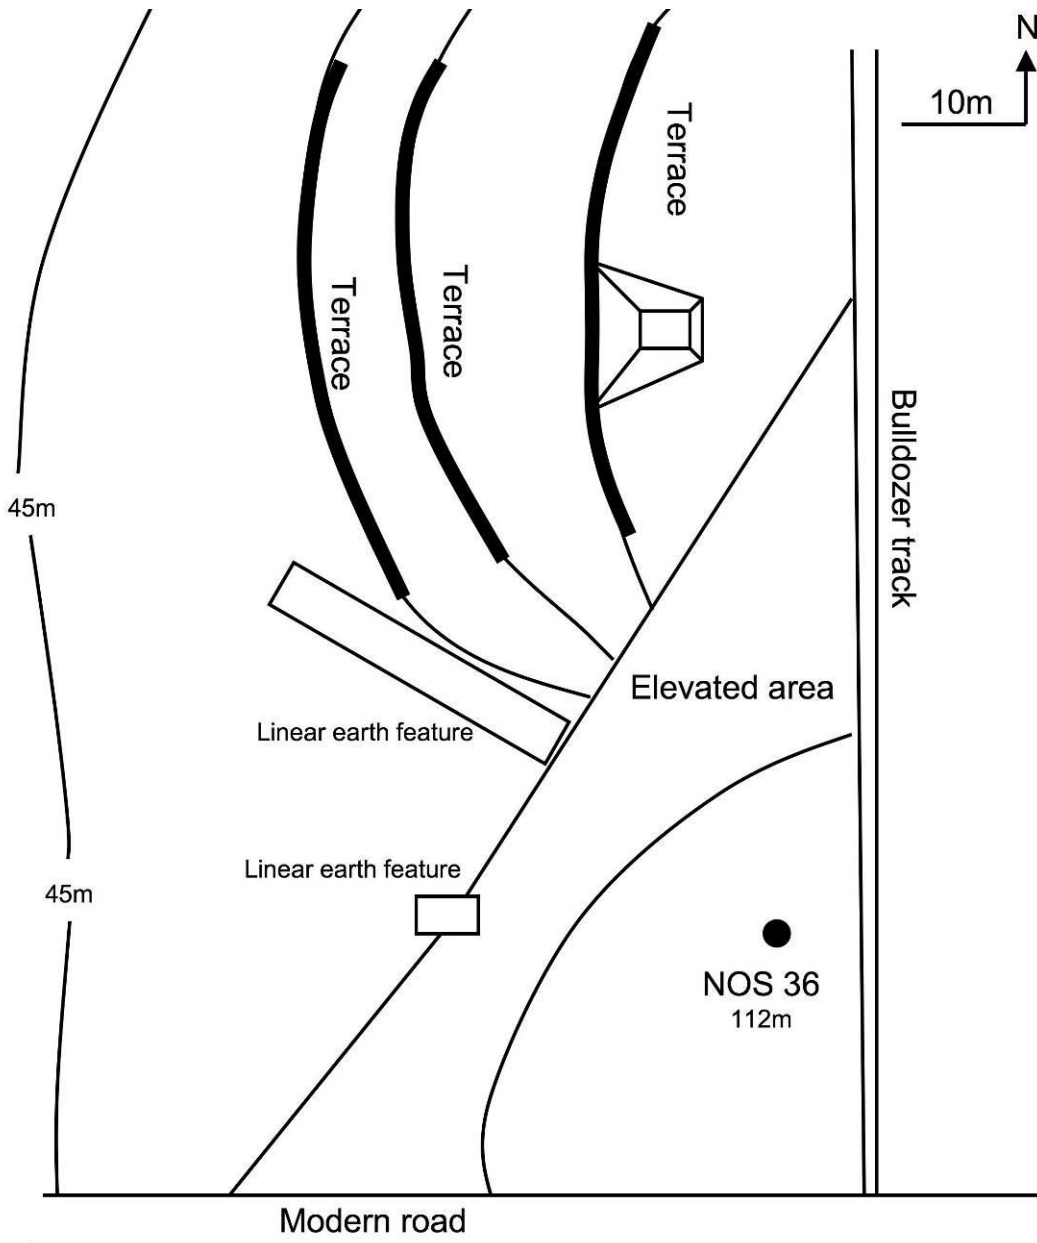 N
10m
Terrace
Terrace
Terrace
Bulldozer track
45m
Elevated area
Linear earth feature
Linear earth feature
45m
NOS 36
112m
Modern road